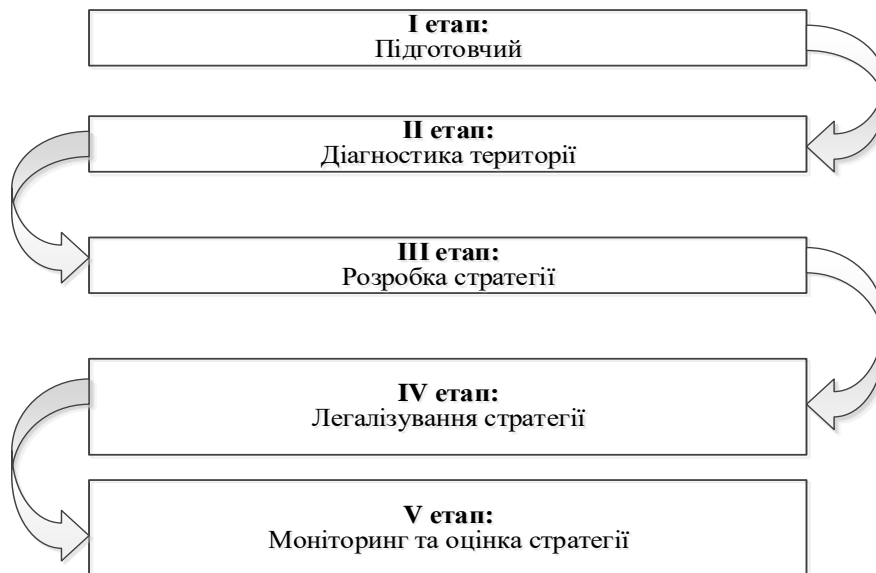 I етап:
Підготовчий
II етап:
Діагностика території
III етап:
Розробка стратегії
IV етап:
Легалізування стратегії
V етап:
Моніторинг та оцінка стратегії